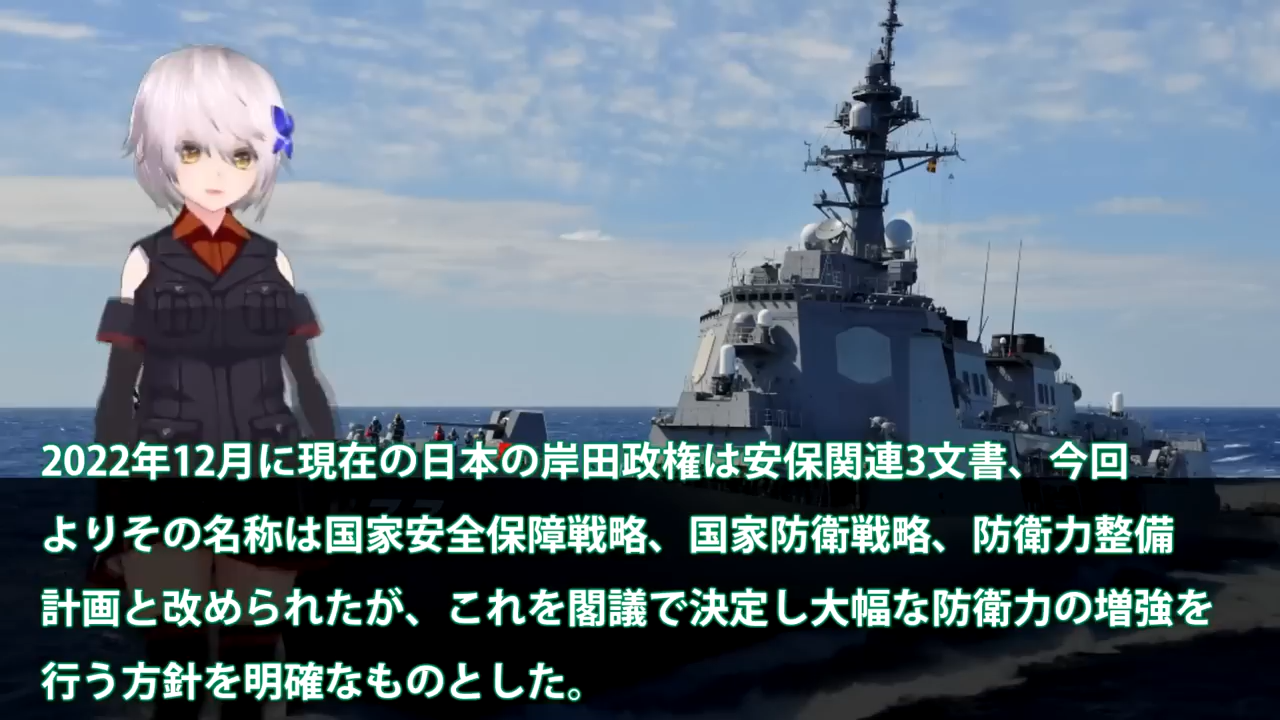 2022年12月に現在の日本の岸田政権は安保関連3文書、今回
よりその名称は国家安全保障戦略、国家防衛戦略、防衛力整備
計画と改められたが、これを閣議で決定し大幅な防衛力の増強を
行う方針を明確なものとした。